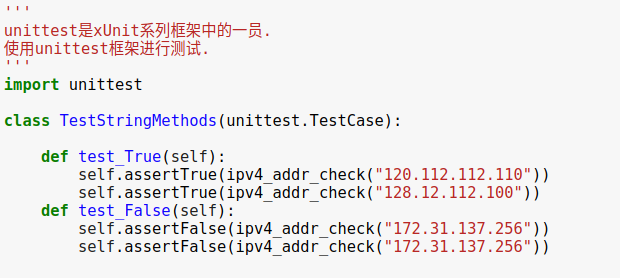 '''
unittest是xUnit系列框架中的一员.
使用unittest框架进行测试.
'''
import unittest

class TestStringMethods(unittest.TestCase):

    def test_True(self):
        self.assertTrue(ipv4_addr_check("120.112.112.110"))
        self.assertTrue(ipv4_addr_check("128.12.112.100"))
    def test_False(self):
        self.assertFalse(ipv4_addr_check("172.31.137.256"))
        self.assertFalse(ipv4_addr_check("172.31.137.256"))